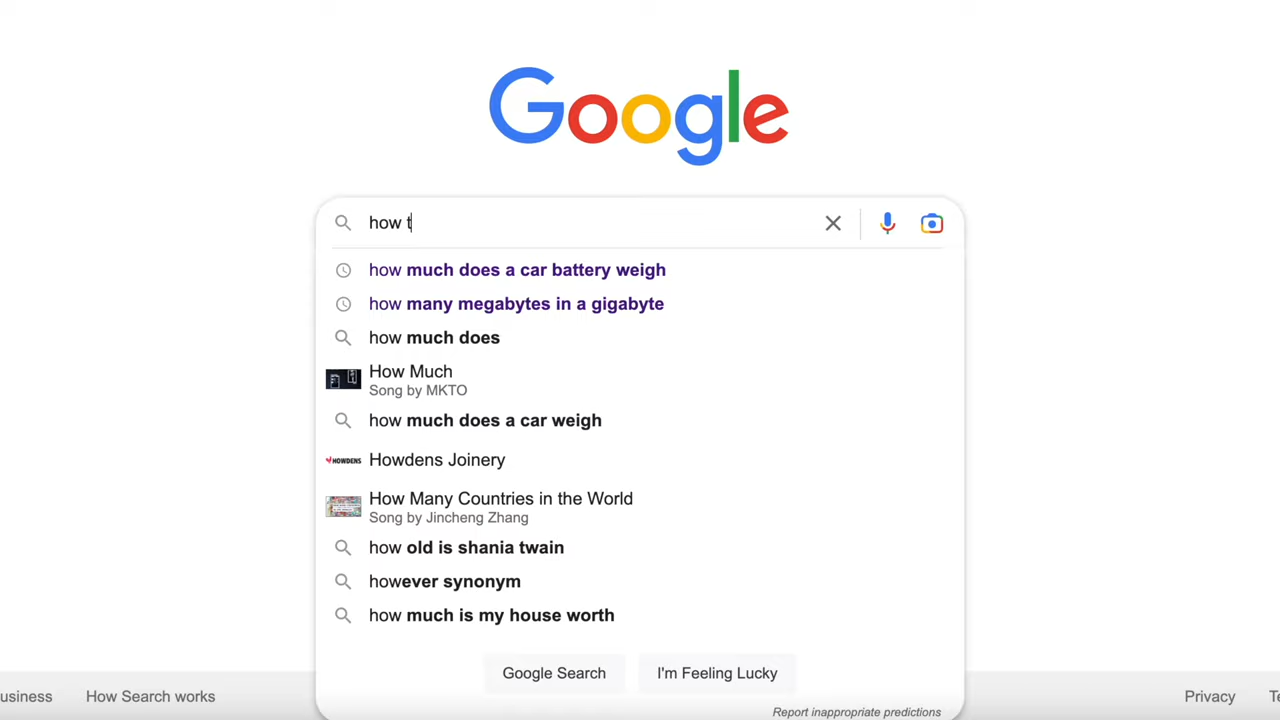 Google
how t
how much does a car battery weigh
how many megabytes in a gigabyte
how much does
How Much
Song by MKTO
how much does a car weigh
HOWDENS
Howdens Joinery
How Many Countries in the World
Song by Jincheng Zhang
how old is shania twain
however synonym
how much is my house worth
Google Search I'm Feeling Lucky
usiness How Search works Privacy Te
Report inappropriate predictions